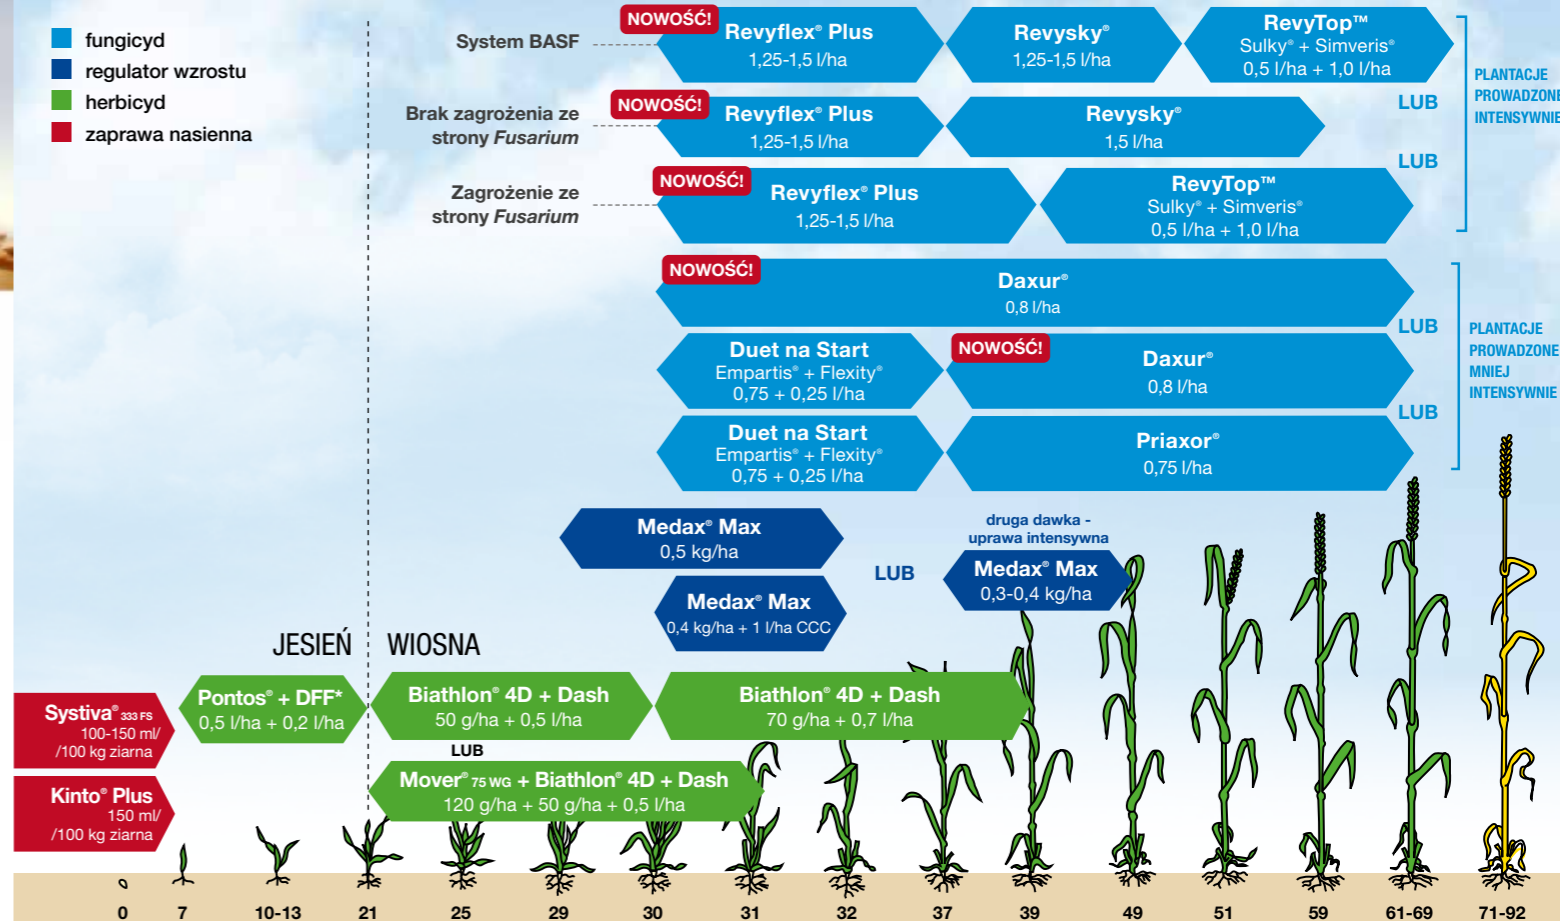 fungicyd
regulator wzrostu
herbicyd
zaprawa nasienna
System BASF
NOWOŚĆ!
Revyflex® Plus
1,25-1,5 l/ha
Revysky®
1,25-1,5 l/ha
RevyTop™
Sulky® + Simveris®
0,5 l/ha + 1,0 l/ha
LUB
Brak zagrożenia ze
strony Fusarium
NOWOŚĆ!
Revyflex® Plus
1,25-1,5 l/ha
Revysky®
1,5 l/ha
LUB
Zagrożenie ze
strony Fusarium
NOWOŚĆ!
Revyflex® Plus
1,25-1,5 l/ha
RevyTop™
Sulky® + Simveris®
0,5 l/ha + 1,0 l/ha
PLANTACJE
PROWADZONE
INTENSYWNIE
NOWOŚĆ!
Daxur®
0,8 l/ha
LUB
Duet na Start
Empartis® + Flexity®
0,75 + 0,25 l/ha
NOWOŚĆ!
Daxur®
0,8 l/ha
LUB
Duet na Start
Empartis® + Flexity®
0,75 + 0,25 l/ha
Priaxor®
0,75 l/ha
PLANTACJE
PROWADZONE
MNIEJ
INTENSYWNIE
Medax® Max
0,5 kg/ha
Medax® Max
0,4 kg/ha + 1 l/ha CCC
LUB
druga dawka -
uprawa intensywna
Medax® Max
0,3-0,4 kg/ha
JESIEŃ
WIOSNA
Systiva® 333 FS
100-150 ml/
/100 kg ziarna
Kinto® Plus
150 ml/
/100 kg ziarna
Pontos® + DFF*
0,5 l/ha + 0,2 l/ha
Biathlon® 4D + Dash
50 g/ha + 0,5 l/ha
Biathlon® 4D + Dash
70 g/ha + 0,7 l/ha
LUB
Mover® 75 WG + Biathlon® 4D + Dash
120 g/ha + 50 g/ha + 0,5 l/ha
0 7 10-13 21 25 29 30 31 32 37 39 49 51 59 61-69 71-92